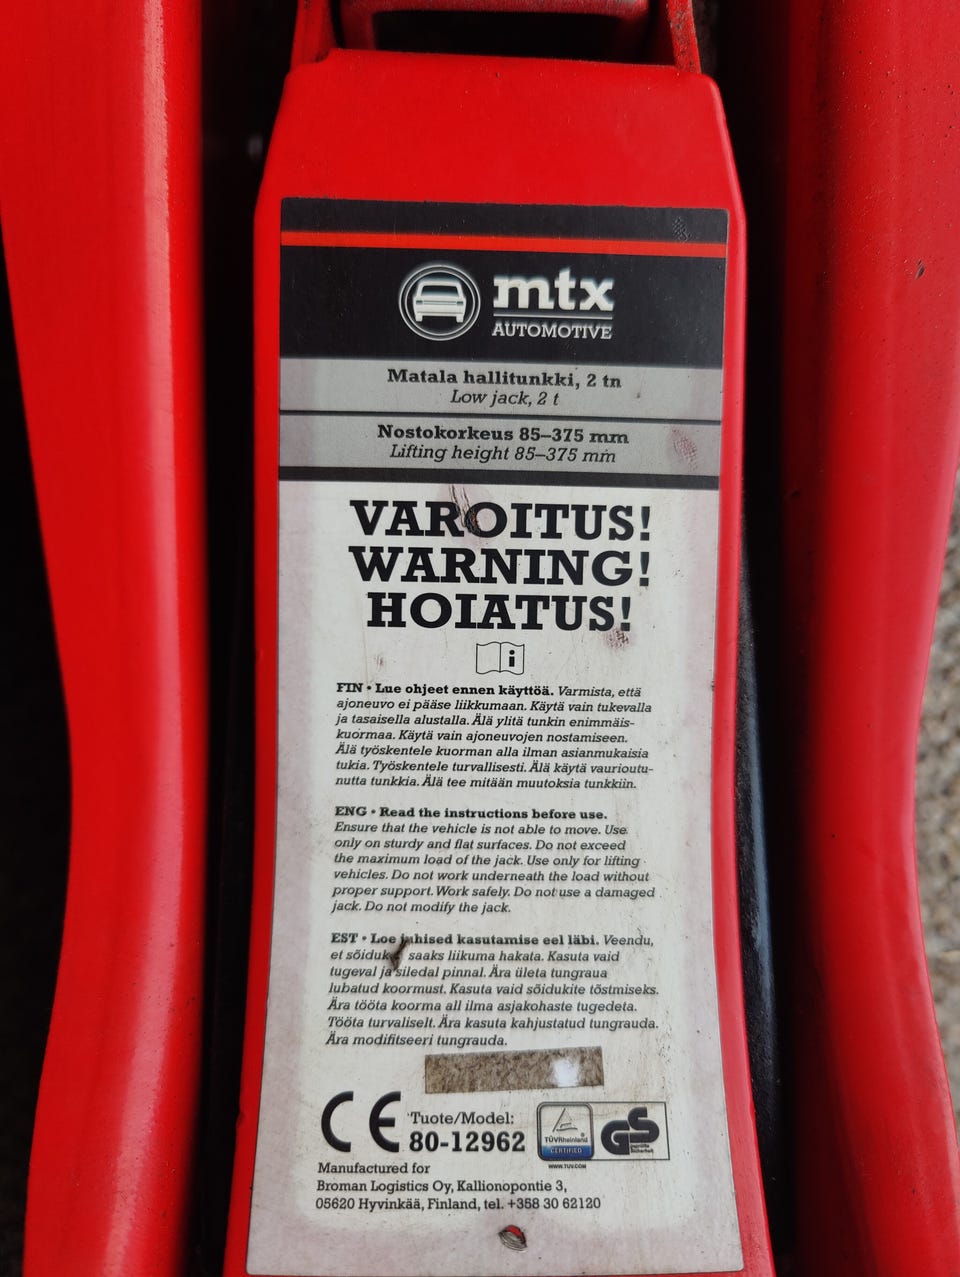 mtx
AUTOMOTIVE
Matala hallitunkki, 2 tn
Low jack, 2 t
Nostokorkeus 85–375 mm
Lifting height 85–375 mm
VAROITUS!
WARNING!
HOIATUS!
i
FIN • Lue ohjeet ennen käyttöä. Varmista, että
ajoneuvo ei pääse liikkumaan. Käytä vain tukevalla
ja tasaisella alustalla. Älä ylitä tunkin enimmäis-
kuormaa. Käytä vain ajoneuvojen nostamiseen.
Älä työskentele kuorman alla ilman asianmukaisia
tukia. Työskentele turvallisesti. Älä käytä vaurioutu-
nutta tunkkia. Älä tee mitään muutoksia tunkkiin.
ENG • Read the instructions before use.
Ensure that the vehicle is not able to move. Use
only on sturdy and flat surfaces. Do not exceed
the maximum load of the jack. Use only for lifting
vehicles. Do not work underneath the load without
proper support. Work safely. Do not use a damaged
jack. Do not modify the jack.
EST • Loe juhised kasutamise eel läbi. Veendu,
et sõiduk saaks liikuma hakata. Kasuta vaid
tugeval ja siledal pinnal. Ära ületa tungraua
lubatud koormust. Kasuta vaid sõidukite tõstmiseks.
Ära tööta koorma all ilma asjakohaste tugedeta.
Tööta turvaliselt. Ära kasuta kahjustatud tungrauda.
Ära modifitseeri tungrauda.
CE
Tuote/Model:
80-12962
TÜVRheinland
CERTIFIED
WWW.TUV.COM
GS
geprüfte
Sicherheit
Manufactured for
Broman Logistics Oy, Kallionopontie 3,
05620 Hyvinkää, Finland, tel. +358 30 62120